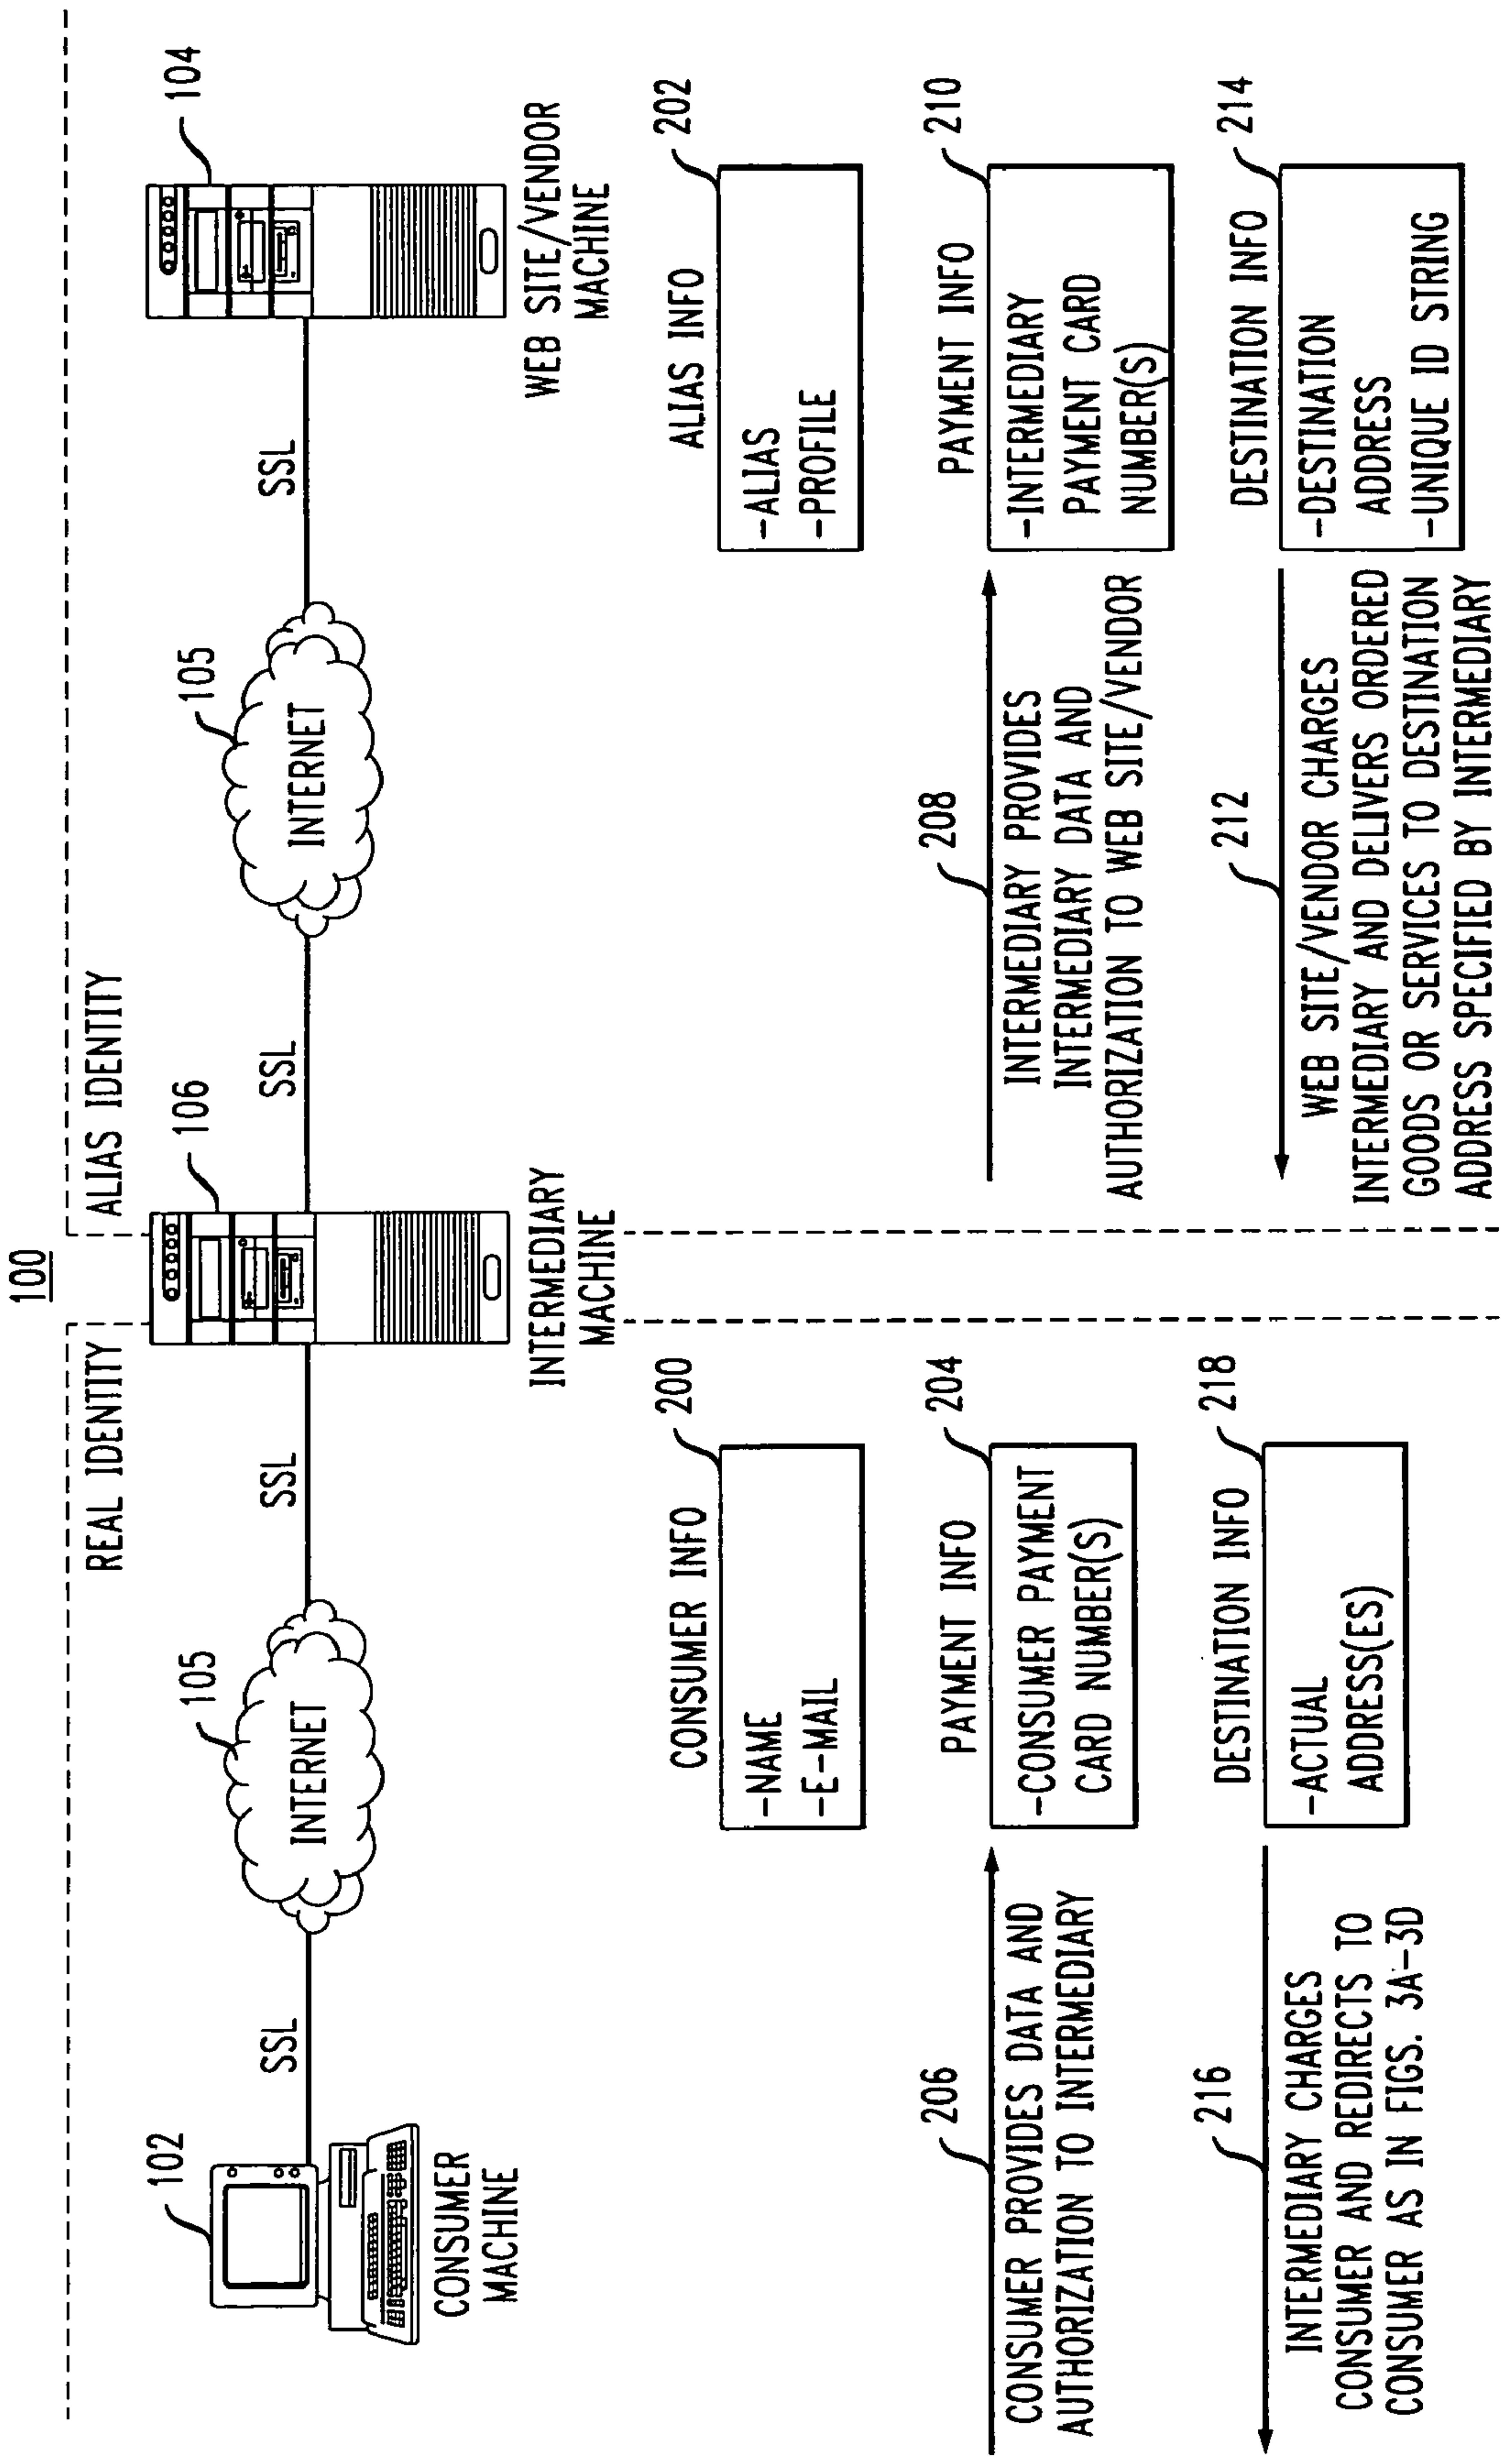 100
REAL IDENTITY
ALIAS IDENTITY
102
SSL
105
INTERNET
SSL
106
SSL
105
INTERNET
SSL
104
CONSUMER
MACHINE
INTERMEDIARY
MACHINE
WEB SITE/VENDOR
MACHINE
CONSUMER INFO
200
-NAME
-E-MAIL
ALIAS INFO
202
-ALIAS
-PROFILE
206
CONSUMER PROVIDES DATA AND
AUTHORIZATION TO INTERMEDIARY
PAYMENT INFO
204
-CONSUMER PAYMENT
CARD NUMBER(S)
208
INTERMEDIARY PROVIDES
INTERMEDIARY DATA AND
AUTHORIZATION TO WEB SITE/VENDOR
PAYMENT INFO
210
-INTERMEDIARY
PAYMENT CARD
NUMBER(S)
216
INTERMEDIARY CHARGES
CONSUMER AND REDIRECTS TO
CONSUMER AS IN FIGS. 3A-3D
DESTINATION INFO
218
-ACTUAL
ADDRESS(ES)
212
WEB SITE/VENDOR CHARGES
INTERMEDIARY AND DELIVERS ORDERED
GOODS OR SERVICES TO DESTINATION
ADDRESS SPECIFIED BY INTERMEDIARY
DESTINATION INFO
214
-DESTINATION
ADDRESS
-UNIQUE ID STRING